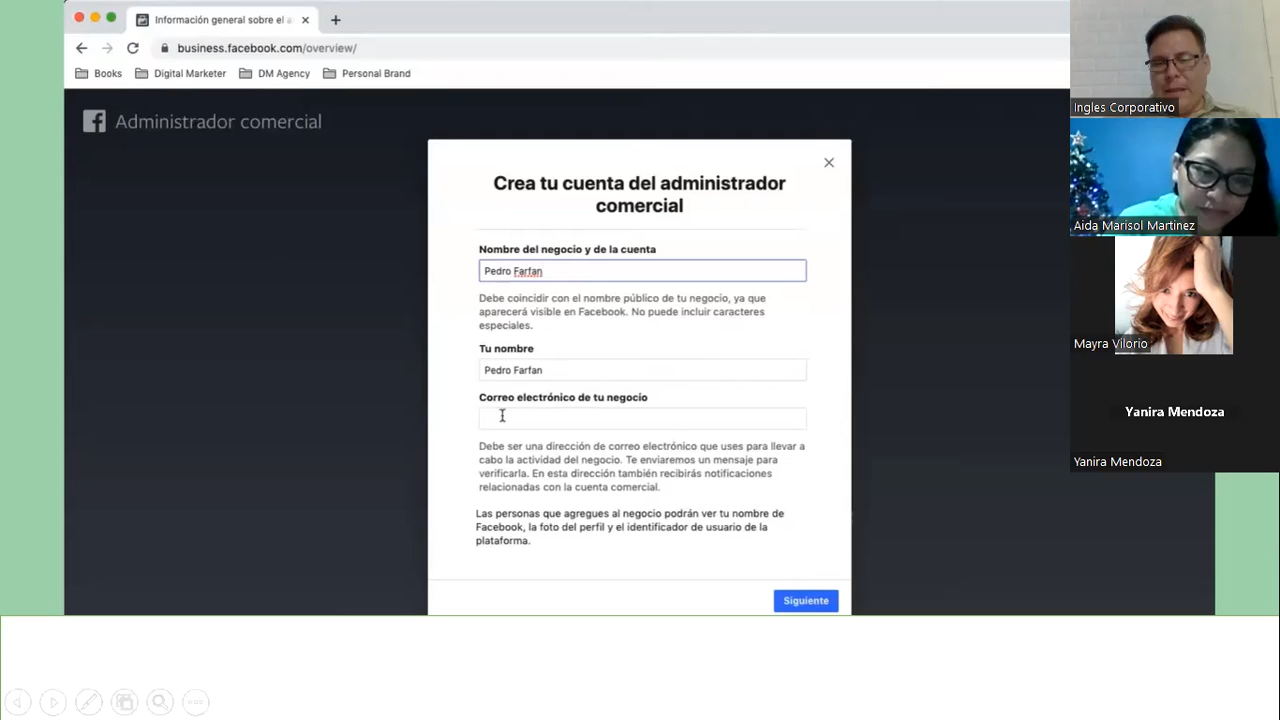 Información general sobre el a
business.facebook.com/overview/
Books
Digital Marketer
DM Agency
Personal Brand
Administrador comercial
Crea tu cuenta del administrador
comercial
Nombre del negocio y de la cuenta
Pedro Farfan
Debe coincidir con el nombre público de tu negocio, ya que
aparecerá visible en Facebook. No puede incluir caracteres
especiales.
Tu nombre
Pedro Farfan
Correo electrónico de tu negocio
Debe ser una dirección de correo electrónico que uses para llevar a
cabo la actividad del negocio. Te enviaremos un mensaje para
verificarla. En esta dirección también recibirás notificaciones
relacionadas con la cuenta comercial.
Las personas que agregues al negocio podrán ver tu nombre de
Facebook, la foto del perfil y el identificador de usuario de la
plataforma.
Siguiente
Ingles Corporativo
Aida Marisol Martinez
Mayra Vilorio
Yanira Mendoza
Yanira Mendoza